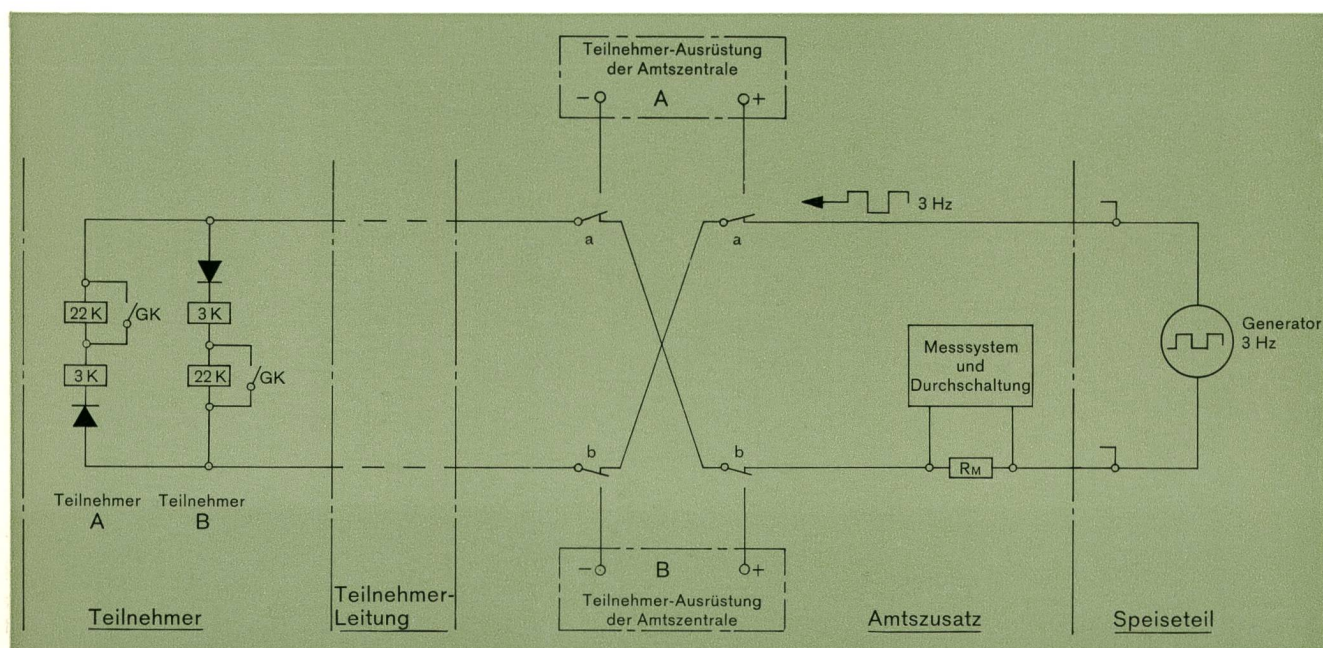 Teilnehmer-Ausrüstung
der Amtszentrale
− A +
3 Hz
a
a
22 K
GK
3 K
3 K
22 K
GK
Generator
3 Hz
Messsystem
und
Durchschaltung
b
b
RM
Teilnehmer
A
Teilnehmer
B
− B +
Teilnehmer-Ausrüstung
der Amtszentrale
Teilnehmer
Teilnehmer-
Leitung
Amtszusatz
Speiseteil